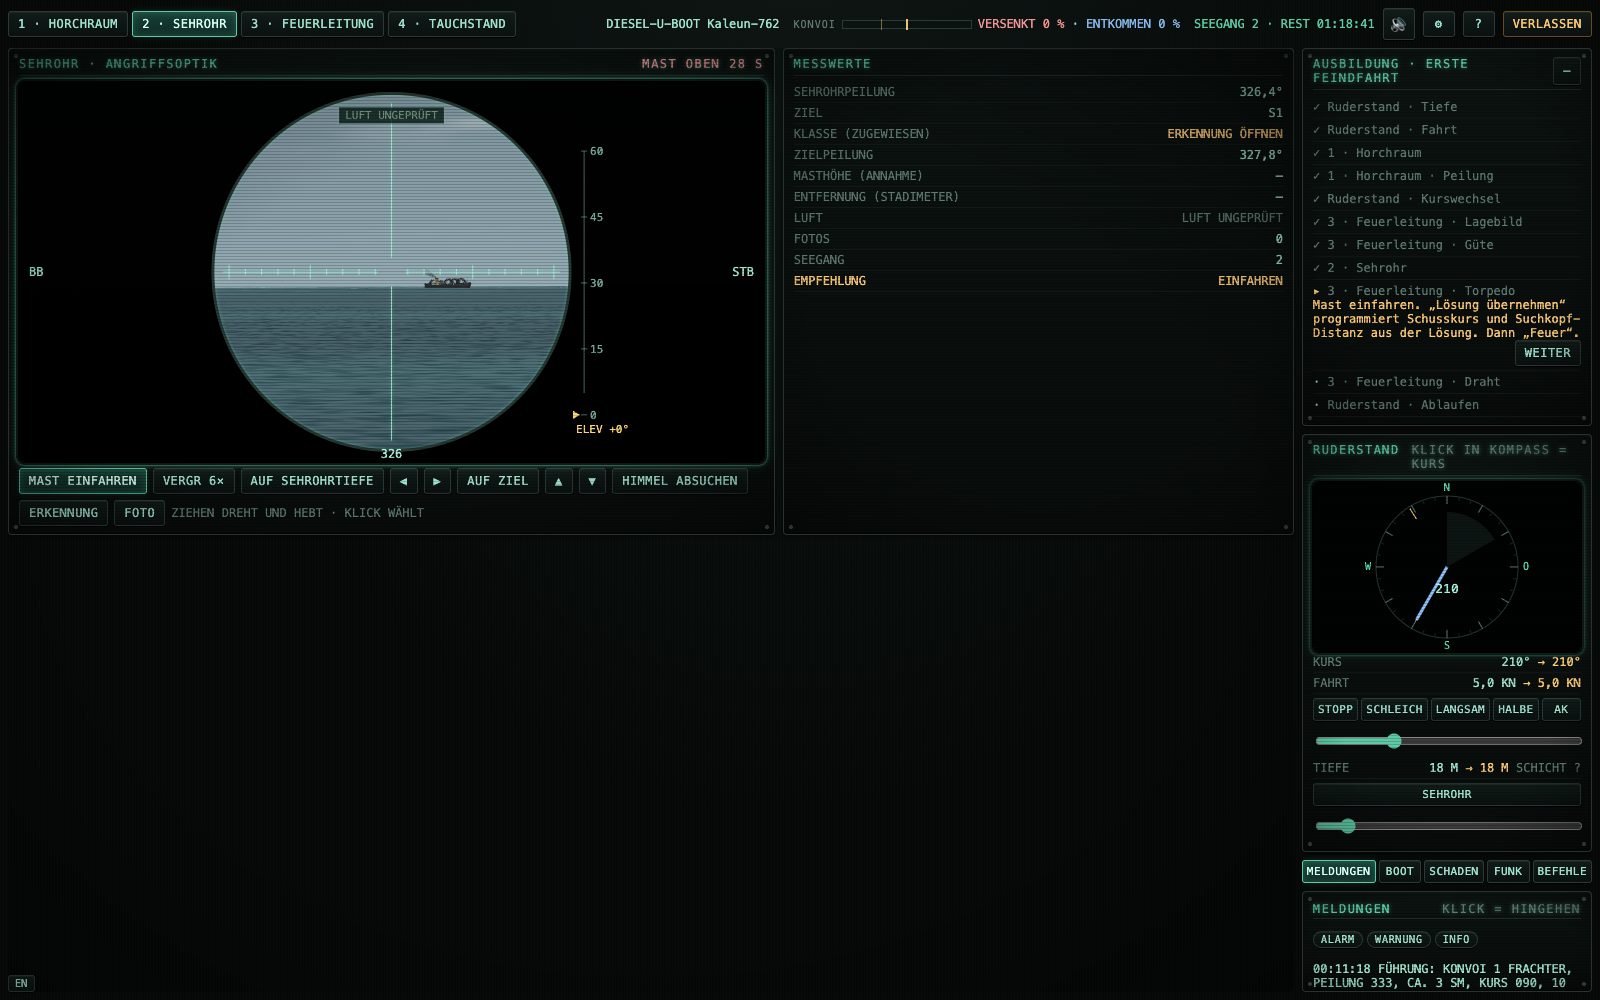 1 · HORCHRAUM 2 · SEHROHR 3 · FEUERLEITUNG 4 · TAUCHSTAND DIESEL-U-BOOT Kaleun-762 KONVOI VERSENKT 0 % · ENTKOMMEN 0 % SEEGANG 2 · REST 01:18:41 ? VERLASSEN
SEHROHR · ANGRIFFSOPTIK MAST OBEN 28 S
LUFT UNGEPRÜFT
BB
STB
60
45
30
15
0
ELEV +0°
326
MAST EINFAHREN VERGR 6× AUF SEHROHRTIEFE ◄ ► AUF ZIEL ▲ ▼ HIMMEL ABSUCHEN
ERKENNUNG FOTO ZIEHEN DREHT UND HEBT · KLICK WÄHLT
MESSWERTE
SEHROHRPEILUNG 326,4°
ZIEL S1
KLASSE (ZUGEWIESEN) ERKENNUNG ÖFFNEN
ZIELPEILUNG 327,8°
MASTHÖHE (ANNAHME) —
ENTFERNUNG (STADIMETER) —
LUFT LUFT UNGEPRÜFT
FOTOS 0
SEEGANG 2
EMPFEHLUNG EINFAHREN
AUSBILDUNG · ERSTE
FEINDFAHRT –
✓ Ruderstand · Tiefe
✓ Ruderstand · Fahrt
✓ 1 · Horchraum
✓ 1 · Horchraum · Peilung
✓ Ruderstand · Kurswechsel
✓ 3 · Feuerleitung · Lagebild
✓ 3 · Feuerleitung · Güte
✓ 2 · Sehrohr
▸ 3 · Feuerleitung · Torpedo
Mast einfahren. „Lösung übernehmen“
programmiert Schusskurs und Suchkopf-
Distanz aus der Lösung. Dann „Feuer“.
WEITER
· 3 · Feuerleitung · Draht
· Ruderstand · Ablaufen
RUDERSTAND KLICK IN KOMPASS =
KURS
N
W
O
210
S
KURS 210° → 210°
FAHRT 5,0 KN → 5,0 KN
STOPP SCHLEICH LANGSAM HALBE AK
TIEFE 18 M → 18 M SCHICHT ?
SEHROHR
MELDUNGEN BOOT SCHADEN FUNK BEFEHLE
MELDUNGEN KLICK = HINGEHEN
ALARM WARNUNG INFO
00:11:18 FÜHRUNG: KONVOI 1 FRACHTER,
PEILUNG 333, CA. 3 SM, KURS 090, 10
EN